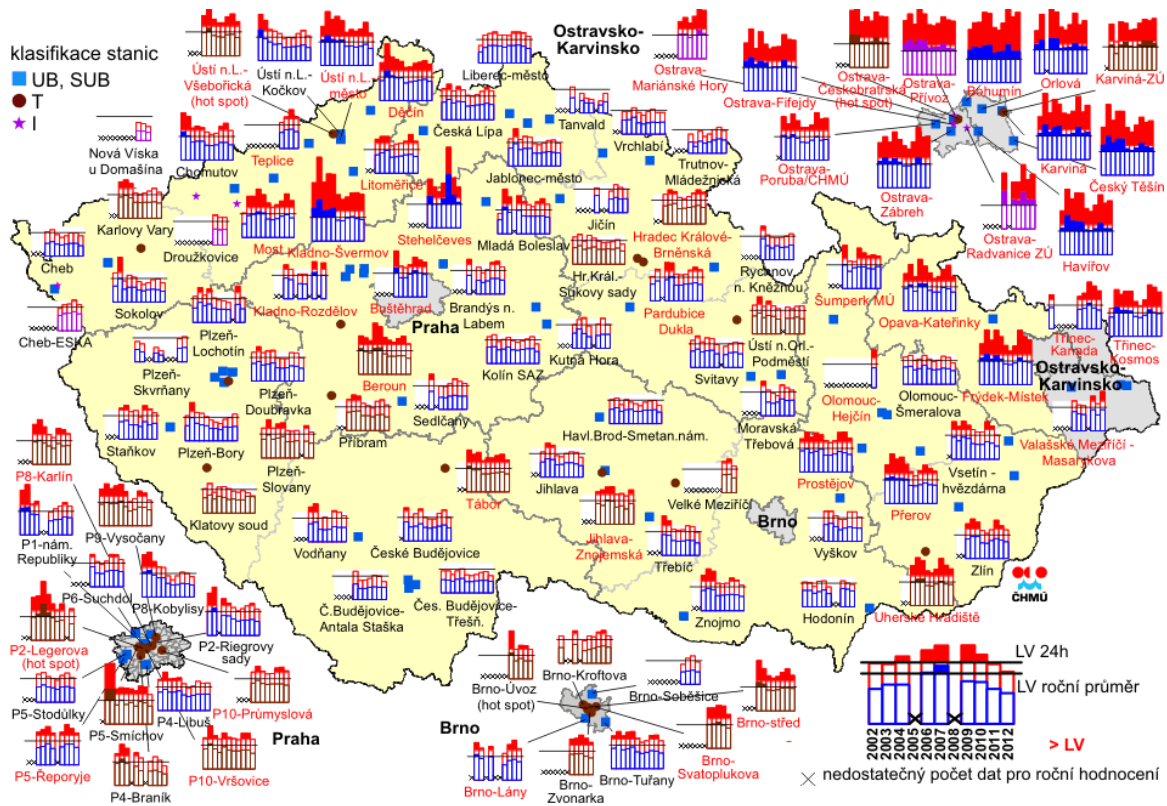 klasifikace stanic
UB, SUB
T
I
Ústí n.L.-
Všebořická
(hot spot)
Ústí n.L.-
Kočkov
Ústí n.L.
město
Děčín
Liberec-město
Ostravsko-
Karvinsko
Ostrava-
Mariánské Hory
Ostrava-Fifejdy
Ostrava-
Českobratrská
(hot spot)
Ostrava-
Přívoz
Bohumín
Orlová
Karviná-ZÚ
Nová Víska
u Domašína
Chomutov
Teplice
Litoměřice
Česká Lípa
Jablonec-město
Tanvald
Vrchlabí
Trutnov-
Mládežnická
Ostrava-
Poruba/CHMÚ
Ostrava-
Zábřeh
Karvina
Český Těšín
Ostrava-
Radvanice ZÚ
Havířov
Karlovy Vary
Droužkovice
Most
Kladno-Švermov
Stehelčeves
Mladá Boleslav
Jičín
Hradec Králové-
Brněnská
Hr.Král.-
Sukovy sady
Rychnov
n. Kněžnou
Šumperk MÚ
Opava-Kateřinky
Třinec-
Kanada
Třinec-
Kosmos
Cheb
Cheb-ESKA
Sokolov
Plzeň-
Lochotín
Kladno-Rozdělov
Buštěhrad
Praha
Brandýs n.
Labem
Pardubice
Dukla
Ústí n.Orl.-
Podměstí
Plzeň-
Skvrňany
Plzeň-
Doubravka
Beroun
Kolín SAZ
Kutná Hora
Svitavy
Olomouc-
Hejčín
Olomouc-
Šmeralova
Frýdek-Místek
Ostravsko-
Karvinsko
Staňkov
Plzeň-Bory
Plzeň-
Slovany
Příbram
Sedlčany
Havl.Brod-Smetan.nám.
Moravská
Třebová
Valašské Meziříčí -
Masarykova
P8-Karlín
Klatovy soud
Tábor
Jihlava
Velké Meziříčí
Prostějov
Přerov
Vsetín -
hvězdárna
P1-nám.
Republiky
P9-Vysočany
Vodňany
České Budějovice
Jihlava-
Znojemská
Třebíč
Brno
Vyškov
Zlín
P6-Suchdol
P8-Kobylisy
Č.Budějovice-
Antala Staška
Čes. Budějovice-
Třešň.
Znojmo
Hodonín
Uherské Hradiště
ČHMÚ
P2-Legerova
(hot spot)
P2-Riegrovy
sady
P5-Stodůlky
P5-Smíchov
P4-Libuš
P10-Průmyslová
P5-Řeporyje
P4-Braník
P10-Vršovice
Praha
Brno-Úvoz
(hot spot)
Brno-Kroftova
Brno-Soběšice
Brno-střed
Brno
Brno-Lány
Brno-
Zvonarka
Brno-Tuřany
Brno-
Svatoplukova
LV 24h
LV roční průměr
2002
2003
2004
2005
2006
2007
2008
2009
2010
2011
2012
> LV
nedostatečný počet dat pro roční hodnocení